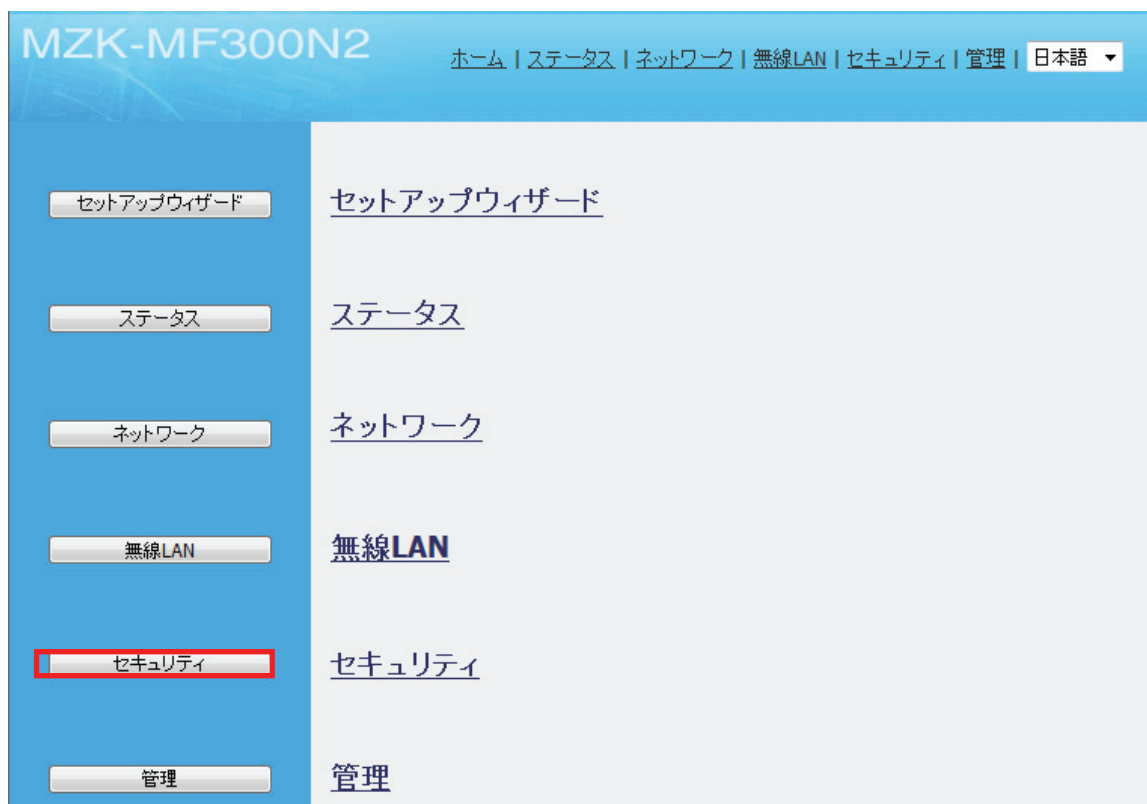 MZK-MF300N2
ホーム | ステータス | ネットワーク | 無線LAN | セキュリティ | 管理 | 日本語
セットアップウィザード セットアップウィザード
ステータス ステータス
ネットワーク ネットワーク
無線LAN 無線LAN
セキュリティ セキュリティ
管理 管理